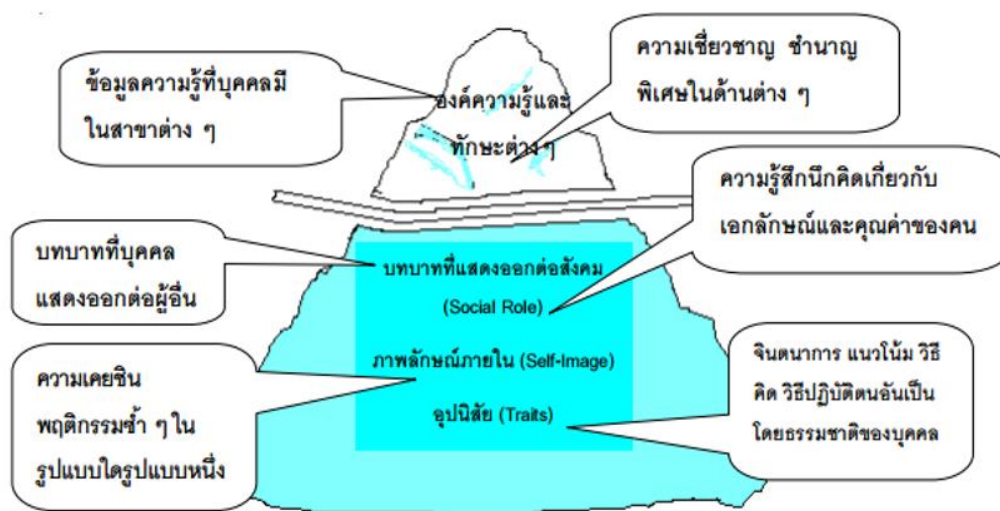 ข้อมูลความรู้ที่บุคคลมี
ในสาขาต่าง ๆ
องค์ความรู้และ
ทักษะต่างๆ
ความเชี่ยวชาญ ชำนาญ
พิเศษในด้านต่าง ๆ
ความรู้สึกนึกคิดเกี่ยวกับ
เอกลักษณ์และคุณค่าของคน
บทบาทที่บุคคล
แสดงออกต่อผู้อื่น
บทบาทที่แสดงออกต่อสังคม
(Social Role)
ภาพลักษณ์ภายใน (Self-Image)
อุปนิสัย (Traits)
ความเคยชิน
พฤติกรรมซ้ำ ๆ ใน
รูปแบบใดรูปแบบหนึ่ง
จินตนาการ แนวโน้ม วิธี
คิด วิธีปฏิบัติตนอันเป็น
โดยธรรมชาติของบุคคล